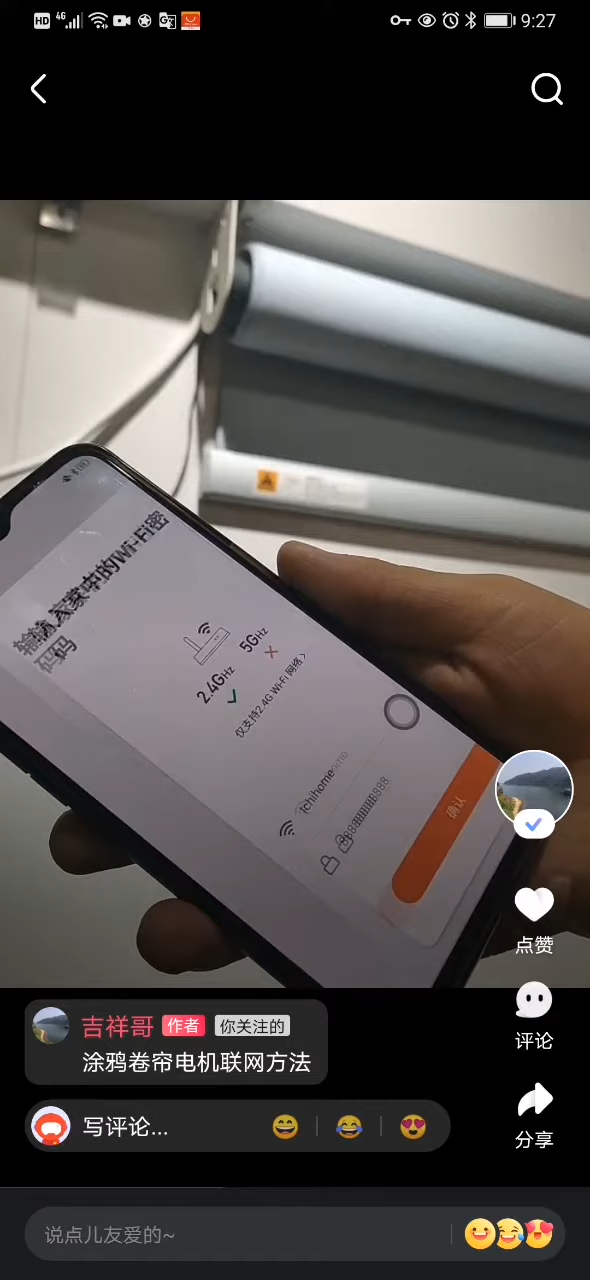 HD 4G 9:27
输入家中的Wi-Fi密
码
2.4GHz 5GHz
仅支持2.4G Wi-Fi 网络
确认
吉祥哥 作者 你关注的
涂鸦卷帘电机联网方法
写评论...
点赞
评论
分享
说点儿友爱的~